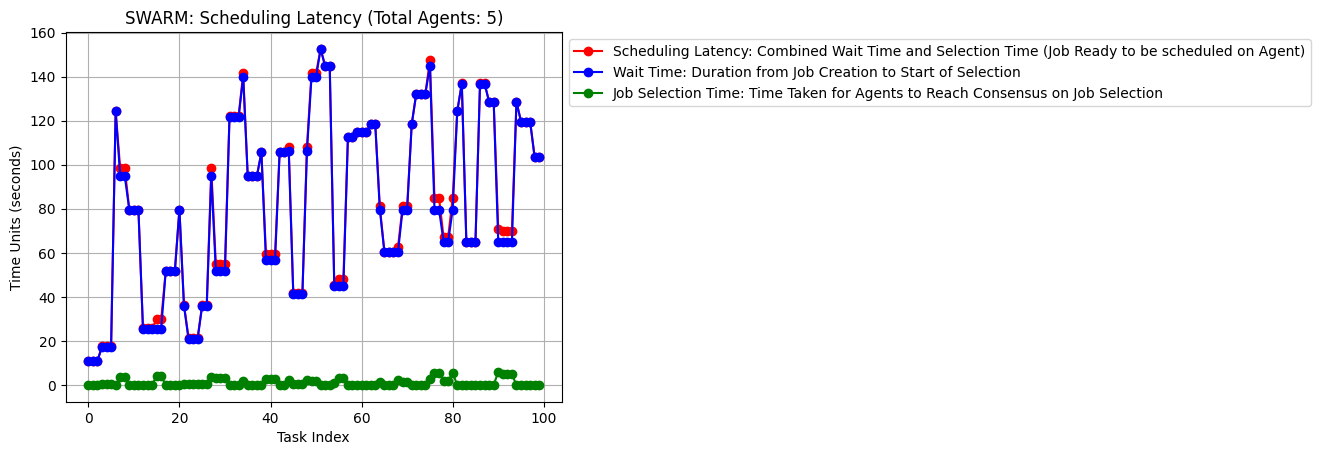 SWARM: Scheduling Latency (Total Agents: 5)
160
140
120
100
80
60
40
20
0
Time Units (seconds)
0
20
40
60
80
100
Task Index
Scheduling Latency: Combined Wait Time and Selection Time (Job Ready to be scheduled on Agent)
Wait Time: Duration from Job Creation to Start of Selection
Job Selection Time: Time Taken for Agents to Reach Consensus on Job Selection